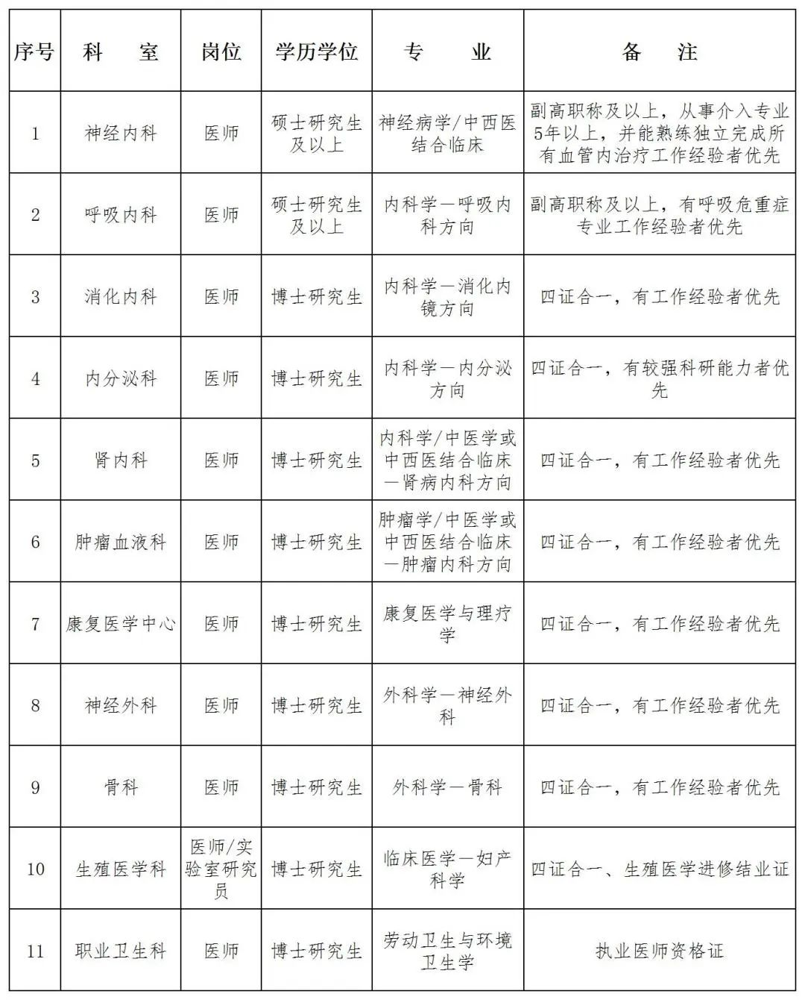 序号 科室 岗位 学历学位 专业 备注
1 神经内科 医师 硕士研究生及以上 神经病学/中西医结合临床 副高职称及以上，从事介入专业5年以上，并能熟练独立完成所有血管内治疗工作经验者优先
2 呼吸内科 医师 硕士研究生及以上 内科学－呼吸内科方向 副高职称及以上，有呼吸危重症专业工作经验者优先
3 消化内科 医师 博士研究生 内科学－消化内镜方向 四证合一，有工作经验者优先
4 内分泌科 医师 博士研究生 内科学－内分泌方向 四证合一，有较强科研能力者优先
5 肾内科 医师 博士研究生 内科学/中医学或中西医结合临床－肾病内科方向 四证合一，有工作经验者优先
6 肿瘤血液科 医师 博士研究生 肿瘤学/中医学或中西医结合临床－肿瘤内科方向 四证合一，有工作经验者优先
7 康复医学中心 医师 博士研究生 康复医学与理疗学 四证合一，有工作经验者优先
8 神经外科 医师 博士研究生 外科学－神经外科 四证合一，有工作经验者优先
9 骨科 医师 博士研究生 外科学－骨科 四证合一，有工作经验者优先
10 生殖医学科 医师/实验室研究员 博士研究生 临床医学－妇产科学 四证合一、生殖医学进修结业证
11 职业卫生科 医师 博士研究生 劳动卫生与环境卫生学 执业医师资格证